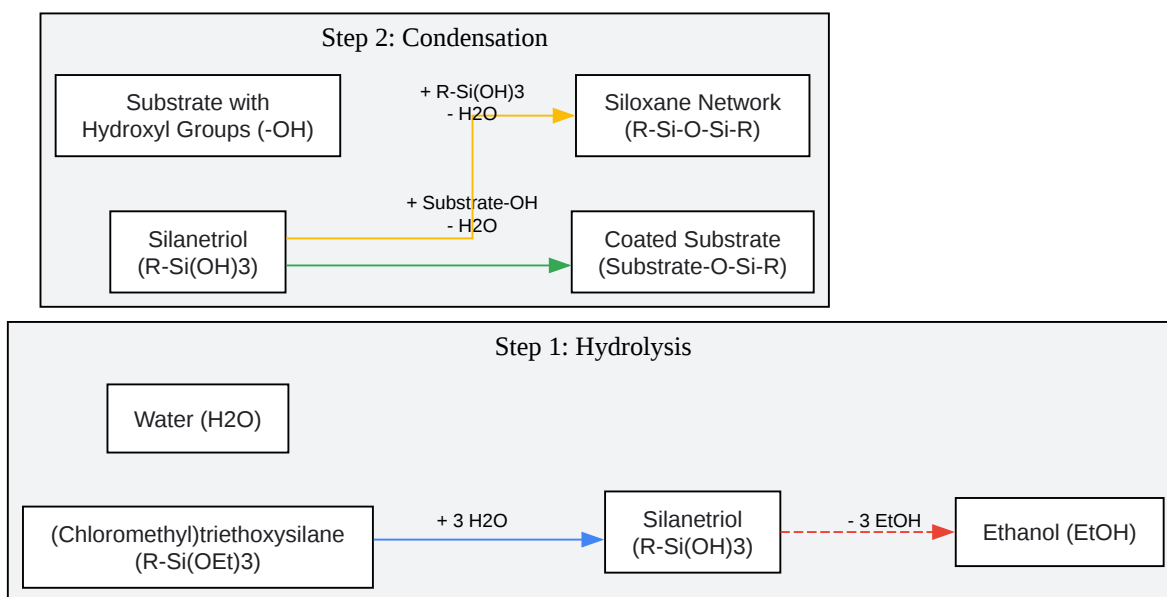 Step 2: Condensation
Substrate with
Hydroxyl Groups (-OH)
+ R-Si(OH)3
- H2O
Siloxane Network
(R-Si-O-Si-R)
Silanetriol
(R-Si(OH)3)
+ Substrate-OH
- H2O
Coated Substrate
(Substrate-O-Si-R)
Step 1: Hydrolysis
Water (H2O)
(Chloromethyl)triethoxysilane
(R-Si(OEt)3)
+ 3 H2O
Silanetriol
(R-Si(OH)3)
- 3 EtOH
Ethanol (EtOH)